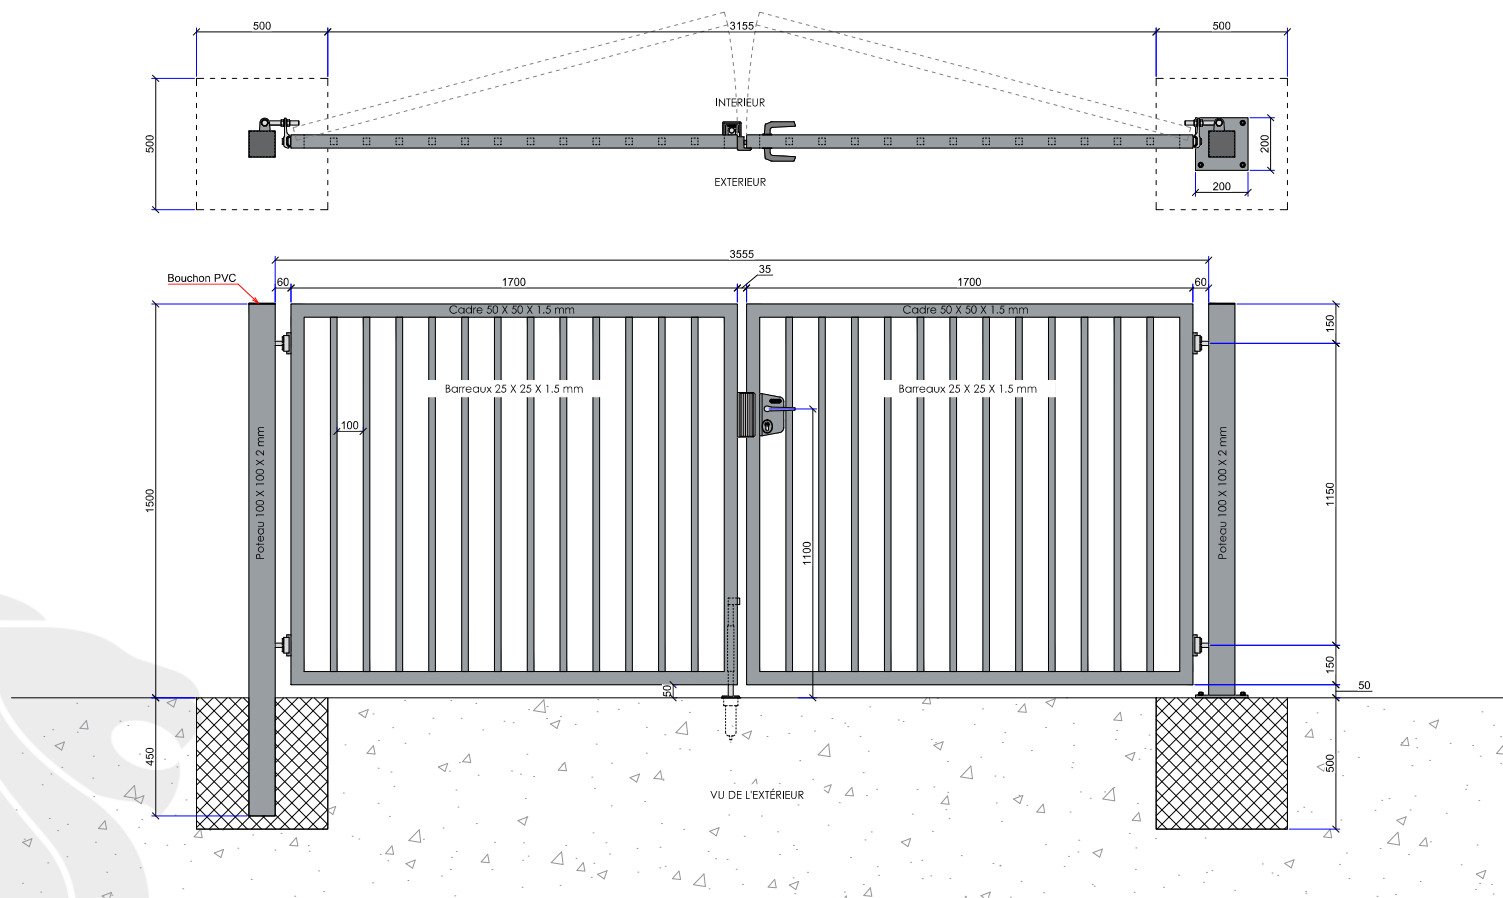 500
3155
500
INTERIEUR
500
200
EXTERIEUR
200
3555
Bouchon PVC
35
60
1700
1700
60
Cadre 50 X 50 X 1.5 mm
Cadre 50 X 50 X 1.5 mm
150
Barreaux 25 X 25 X 1.5 mm
Barreaux 25 X 25 X 1.5 mm
100
Poteau 100 X 100 X 2 mm
Poteau 100 X 100 X 2 mm
1500
1150
1100
150
50
50
450
500
VU DE L'EXTÉRIEUR